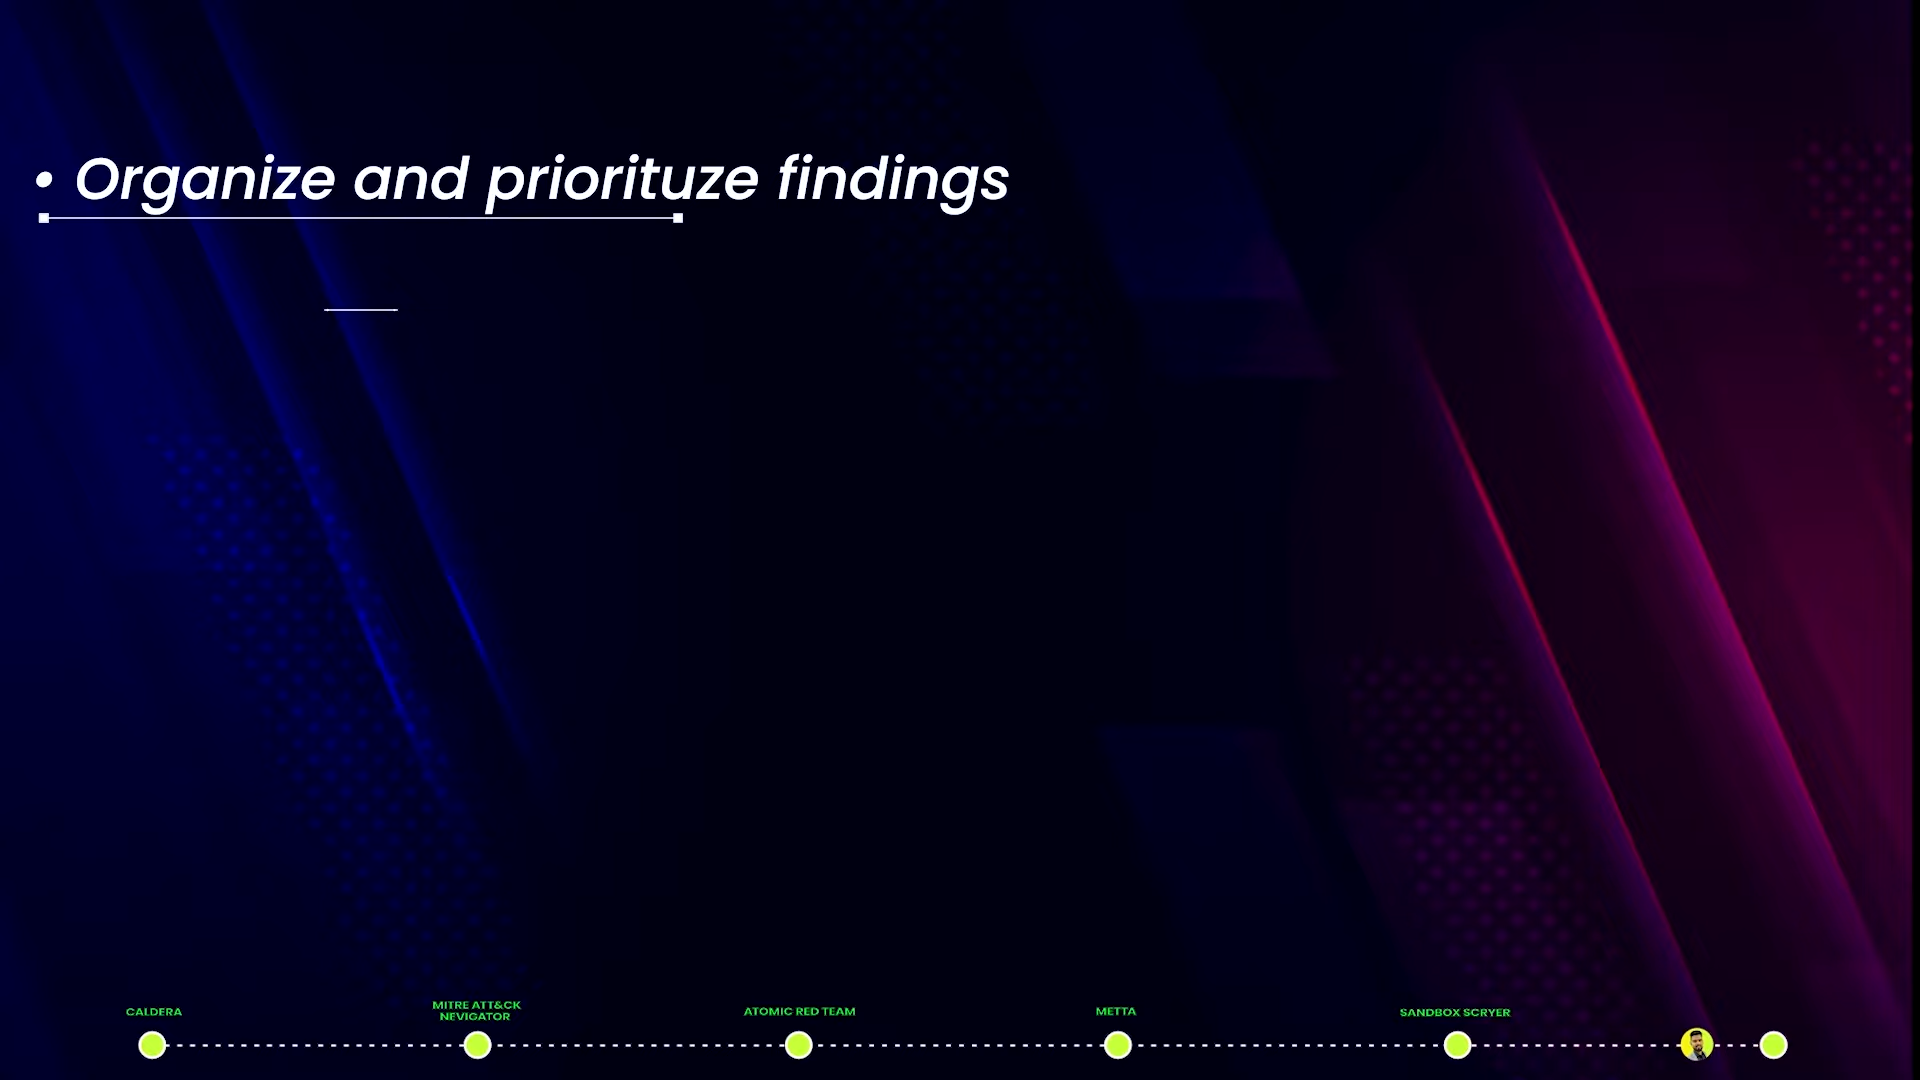 • Organize and priorituze findings
CALDERA
MITRE ATT&CK
NEVIGATOR
ATOMIC RED TEAM
METTA
SANDBOX SCRYER